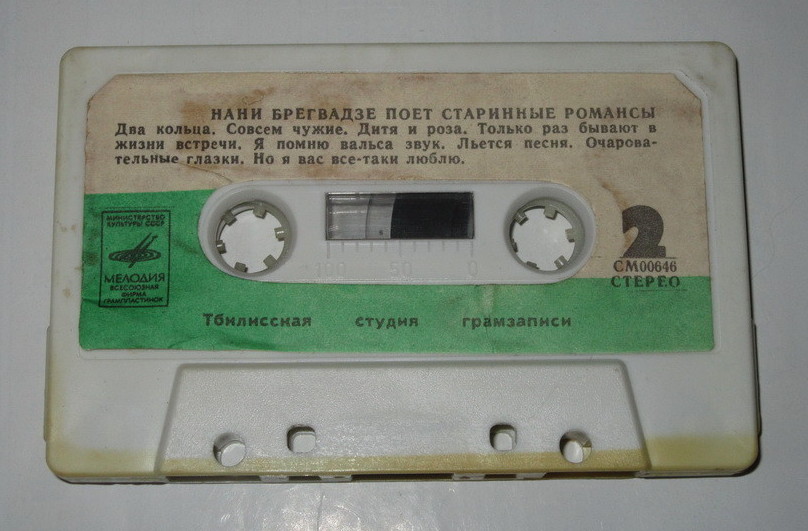 НАНИ БРЕГВАДЗЕ ПОЕТ СТАРИННЫЕ РОМАНСЫ
Два кольца. Совсем чужие. Дитя и роза. Только раз бывают в
жизни встречи. Я помню вальса звук. Льется песня. Очарова-
тельные глазки. Но я вас все-таки люблю.
МИНИСТЕРСТВО
КУЛЬТУРЫ СССР
МЕЛОДИЯ
ВСЕСОЮЗНАЯ
ФИРМА
ГРАМПЛАСТИНОК
100 50 0
2
СМ00646
СТЕРЕО
Тбилисская студия грамзаписи